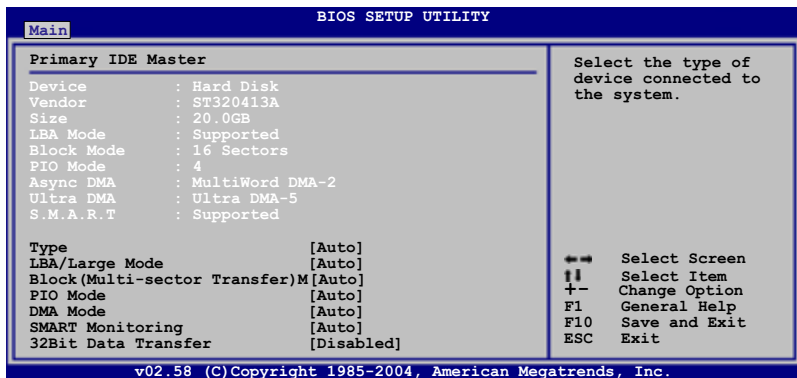 BIOS SETUP UTILITY
Main
Primary IDE Master
Device : Hard Disk
Vendor : ST320413A
Size : 20.0GB
LBA Mode : Supported
Block Mode : 16 Sectors
PIO Mode : 4
Async DMA : MultiWord DMA-2
Ultra DMA : Ultra DMA-5
S.M.A.R.T : Supported
Type [Auto]
LBA/Large Mode [Auto]
Block(Multi-sector Transfer)M[Auto]
PIO Mode [Auto]
DMA Mode [Auto]
SMART Monitoring [Auto]
32Bit Data Transfer [Disabled]
Select the type of
device connected to
the system.
Select Screen
Select Item
+- Change Option
F1 General Help
F10 Save and Exit
ESC Exit
v02.58 (C)Copyright 1985-2004, American Megatrends, Inc.